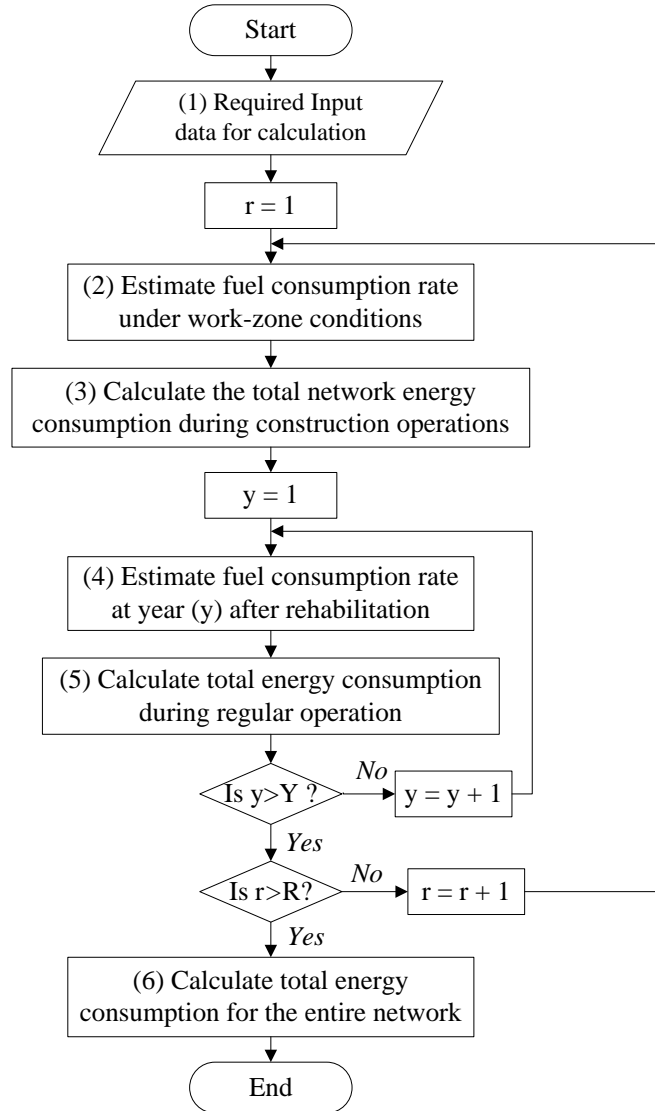 Start
(1) Required Input
data for calculation
r = 1
(2) Estimate fuel consumption rate
under work-zone conditions
(3) Calculate the total network energy
consumption during construction operations
y = 1
(4) Estimate fuel consumption rate
at year (y) after rehabilitation
(5) Calculate total energy consumption
during regular operation
Is y>Y ?
No
y = y + 1
Yes
Is r>R?
No
r = r + 1
Yes
(6) Calculate total energy
consumption for the entire network
End